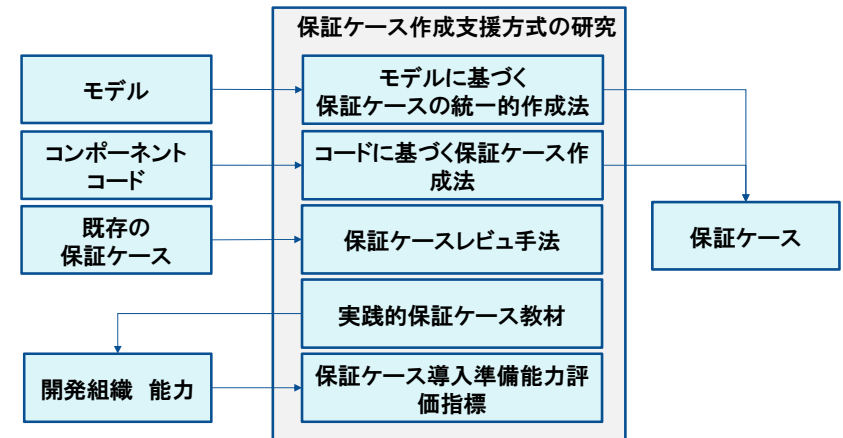 保証ケース作成支援方式の研究
モデル
モデルに基づく
保証ケースの統一的作成法
コンポーネント
コード
コードに基づく保証ケース作
成法
既存の
保証ケース
保証ケースレビュ手法
保証ケース
実践的保証ケース教材
開発組織 能力
保証ケース導入準備能力評
価指標